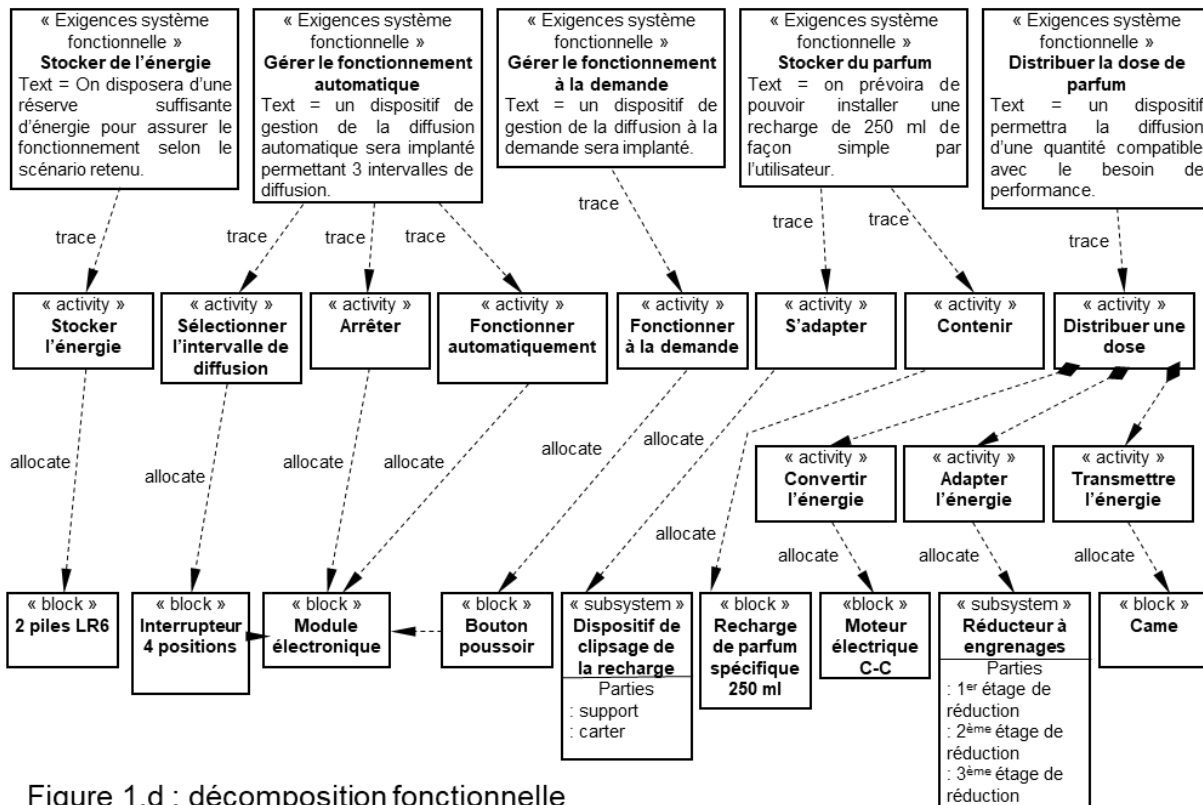 « Exigences système
fonctionnelle »
Stocker de l'énergie
Text = On disposera d'une
réserve suffisante
d'énergie pour assurer le
fonctionnement selon le
scénario retenu.
« Exigences système
fonctionnelle »
Gérer le fonctionnement
automatique
Text = un dispositif de
gestion de la diffusion
automatique sera implanté
permettant 3 intervalles de
diffusion.
« Exigences système
fonctionnelle »
Gérer le fonctionnement
à la demande
Text = un dispositif de
gestion de la diffusion à la
demande sera implanté.
« Exigences système
fonctionnelle »
Stocker du parfum
Text = on prévoira de
pouvoir installer une
recharge de 250 ml de
façon simple par
l'utilisateur.
« Exigences système
fonctionnelle »
Distribuer la dose de
parfum
Text = un dispositif
permettra la diffusion
d'une quantité compatible
avec le besoin de
performance.
trace
trace
trace
trace
trace
trace
trace
trace
« activity »
Stocker
l'énergie
« activity »
Sélectionner
l'intervalle de
diffusion
« activity »
Arrêter
« activity »
Fonctionner
automatiquement
« activity »
Fonctionner
à la demande
« activity »
S'adapter
« activity »
Contenir
« activity »
Distribuer une
dose
allocate
allocate
allocate
allocate
allocate
allocate
« activity »
Convertir
l'énergie
« activity »
Adapter
l'énergie
« activity »
Transmettre
l'énergie
allocate
allocate
allocate
« block »
2 piles LR6
« block »
Interrupteur
4 positions
« block »
Module
électronique
« block »
Bouton
poussoir
« subsystem »
Dispositif de
clipsage de
la recharge
Parties
: support
: carter
« block »
Recharge
de parfum
spécifique
250 ml
«block »
Moteur
électrique
C-C
« subsystem »
Réducteur à
engrenages
Parties
: 1er étage de
réduction
: 2ème étage de
réduction
: 3ème étage de
réduction
« block »
Came
Figure 1.d : décomposition fonctionnelle